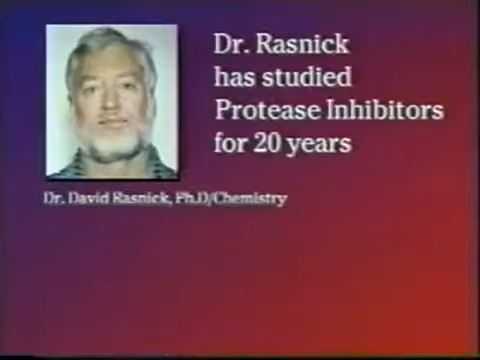 Dr. Rasnick
has studied
Protease Inhibitors
for 20 years
Dr. David Rasnick, Ph.D/Chemistry